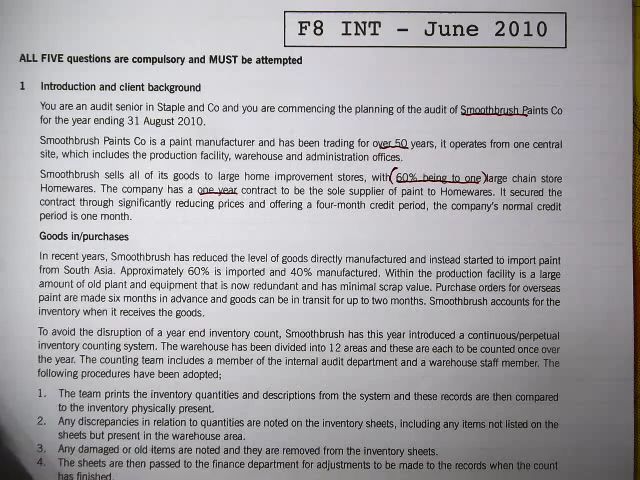 F8 INT – June 2010
ALL FIVE questions are compulsory and MUST be attempted
1 Introduction and client background
You are an audit senior in Staple and Co and you are commencing the planning of the audit of Smoothbrush Paints Co
for the year ending 31 August 2010.
Smoothbrush Paints Co is a paint manufacturer and has been trading for over 50 years, it operates from one central
site, which includes the production facility, warehouse and administration offices.
Smoothbrush sells all of its goods to large home improvement stores, with 60% being to one large chain store
Homewares. The company has a one year contract to be the sole supplier of paint to Homewares. It secured the
contract through significantly reducing prices and offering a four-month credit period, the company's normal credit
period is one month.
Goods in/purchases
In recent years, Smoothbrush has reduced the level of goods directly manufactured and instead started to import paint
from South Asia. Approximately 60% is imported and 40% manufactured. Within the production facility is a large
amount of old plant and equipment that is now redundant and has minimal scrap value. Purchase orders for overseas
paint are made six months in advance and goods can be in transit for up to two months. Smoothbrush accounts for the
inventory when it receives the goods.
To avoid the disruption of a year end inventory count, Smoothbrush has this year introduced a continuous/perpetual
inventory counting system. The warehouse has been divided into 12 areas and these are each to be counted once over
the year. The counting team includes a member of the internal audit department and a warehouse staff member. The
following procedures have been adopted;
1. The team prints the inventory quantities and descriptions from the system and these records are then compared
to the inventory physically present.
2. Any discrepancies in relation to quantities are noted on the inventory sheets, including any items not listed on the
sheets but present in the warehouse area.
3. Any damaged or old items are noted and they are removed from the inventory sheets.
4. The sheets are then passed to the finance department for adjustments to be made to the records when the count
has finished.